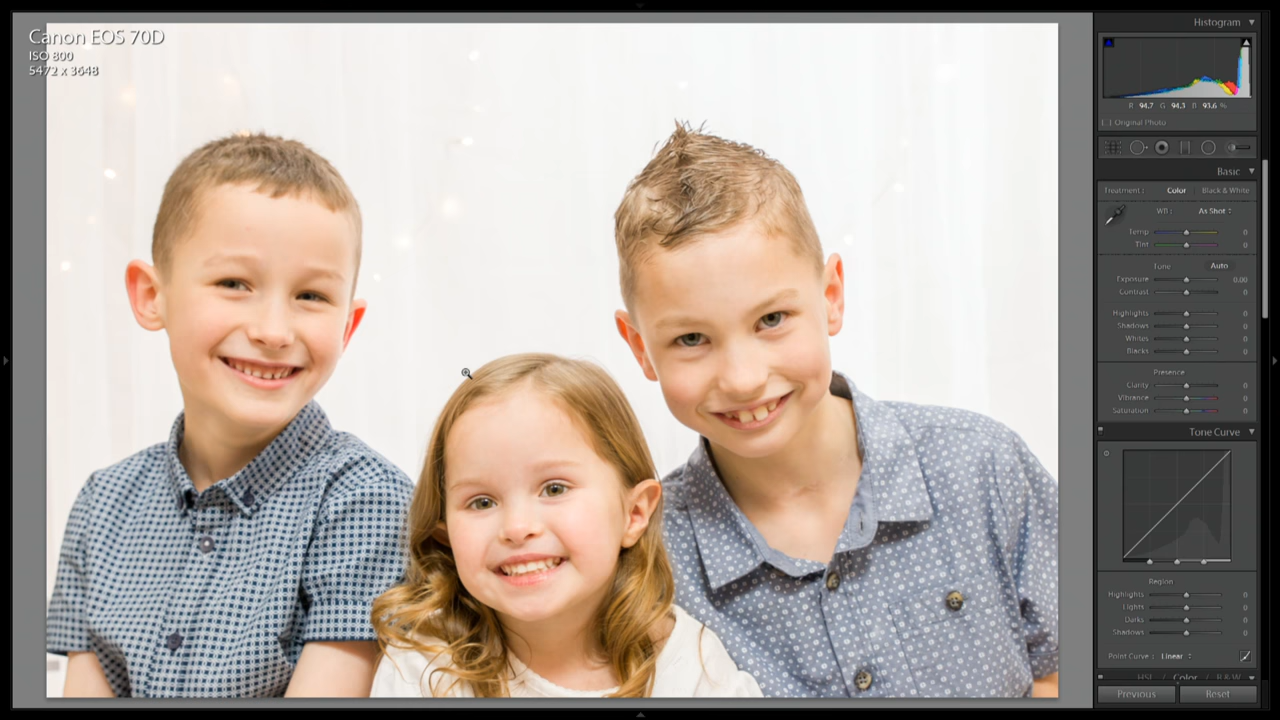 Canon EOS 70D
ISO 800
5472 x 3648
Histogram
R 94.7 G 94.3 B 93.6 %
Original Photo
Basic
Treatment : Color Black & White
WB : As Shot
Temp 0
Tint 0
Tone Auto
Exposure 0.00
Contrast 0
Highlights 0
Shadows 0
Whites 0
Blacks 0
Presence
Clarity 0
Vibrance 0
Saturation 0
Tone Curve
Region
Highlights 0
Lights 0
Darks 0
Shadows 0
Point Curve : Linear
HSL / Color / B & W
Previous Reset